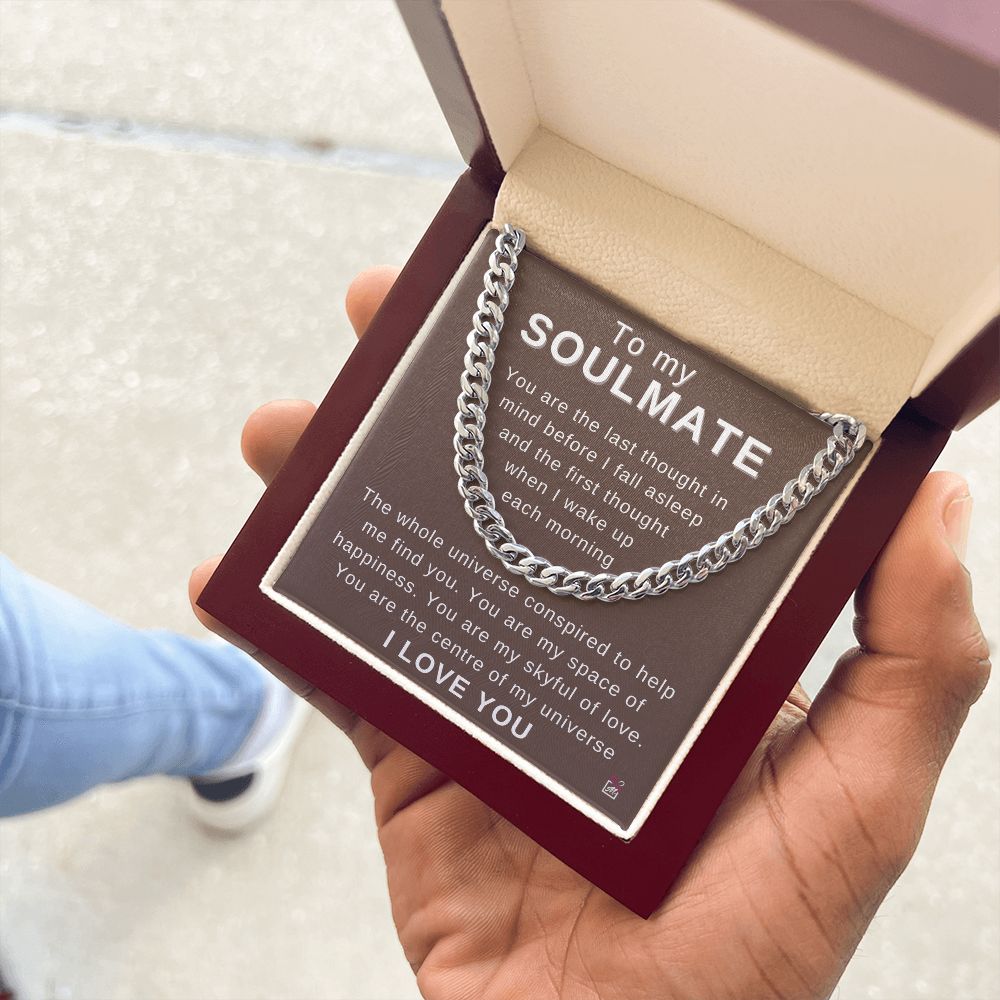 To my
SOULMATE
You are the last thought in
mind before I fall asleep
and the first thought
when I wake up
each morning
The whole universe conspired to help
me find you. You are my space of
happiness. You are my skyful of love.
You are the centre of my universe
I LOVE YOU